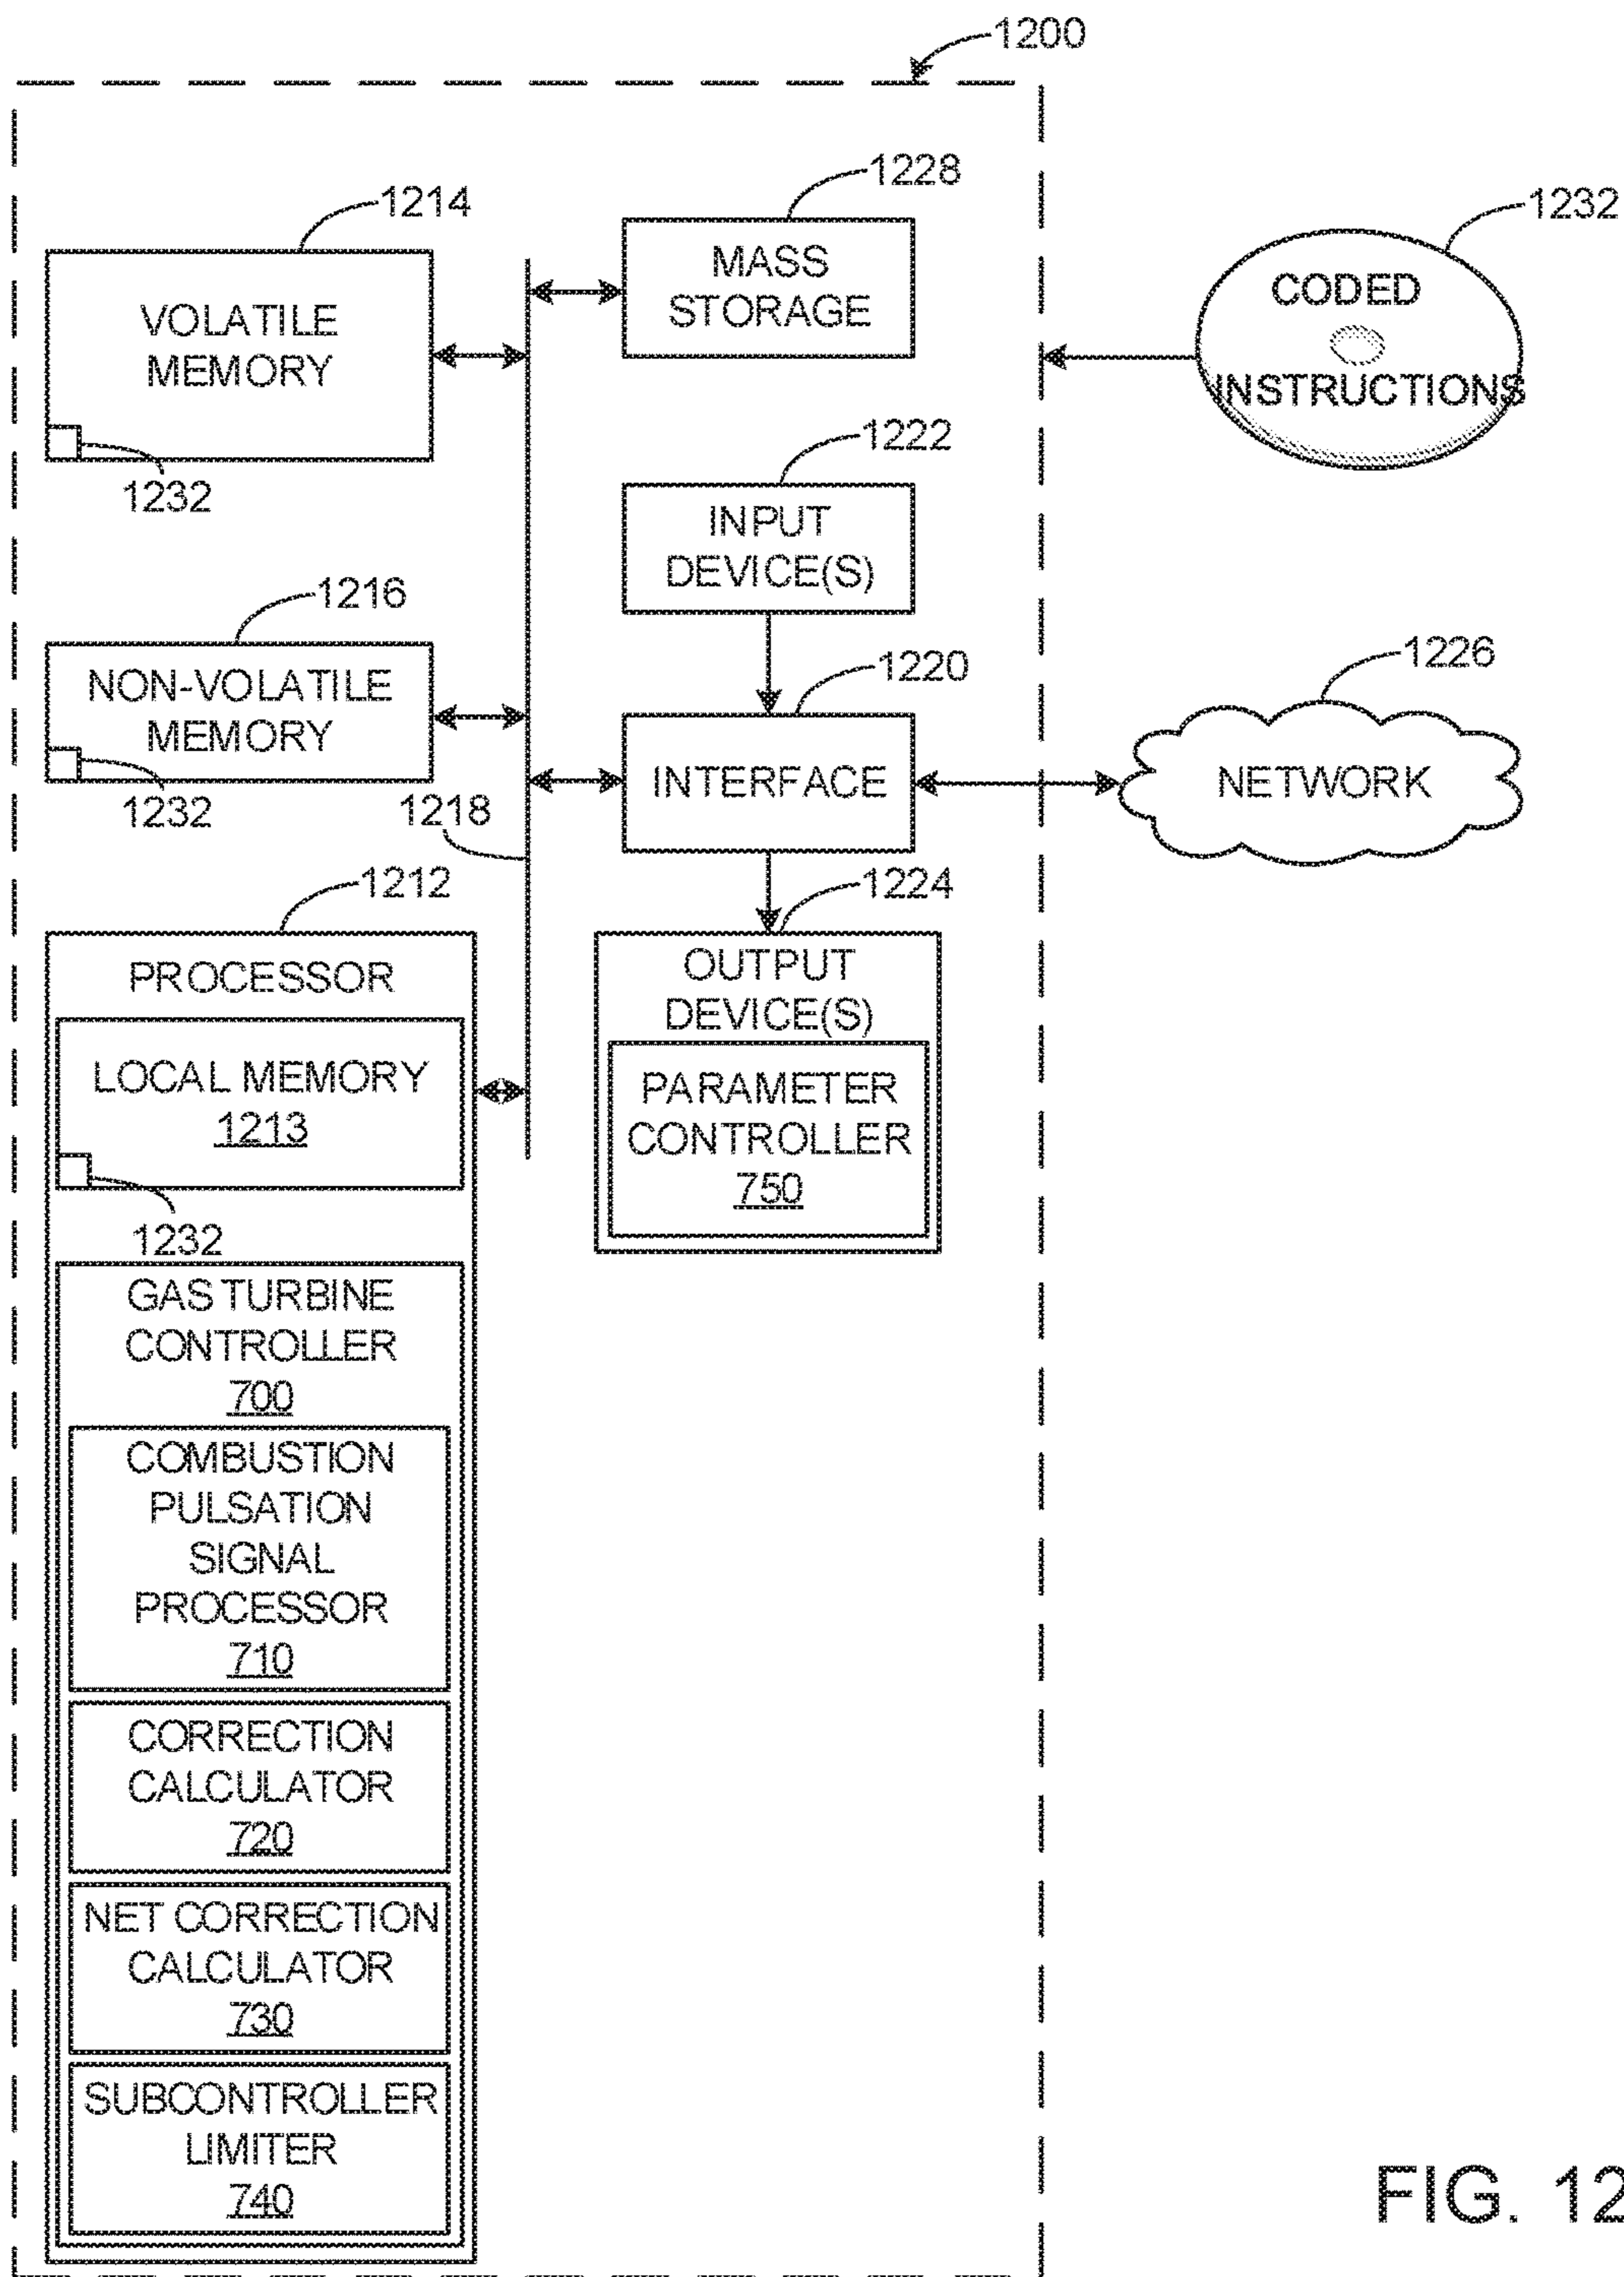 1200
1228
1214
1232
MASS
STORAGE
VOLATILE
MEMORY
CODED
INSTRUCTIONS
1232
1222
INPUT
DEVICE(S)
1216
1220
1226
NON-VOLATILE
MEMORY
1232
1218
INTERFACE
NETWORK
1212
1224
PROCESSOR
LOCAL MEMORY
1213
1232
OUTPUT
DEVICE(S)
PARAMETER
CONTROLLER
750
GAS TURBINE
CONTROLLER
700
COMBUSTION
PULSATION
SIGNAL
PROCESSOR
710
CORRECTION
CALCULATOR
720
NET CORRECTION
CALCULATOR
730
SUBCONTROLLER
LIMITER
740
FIG. 12